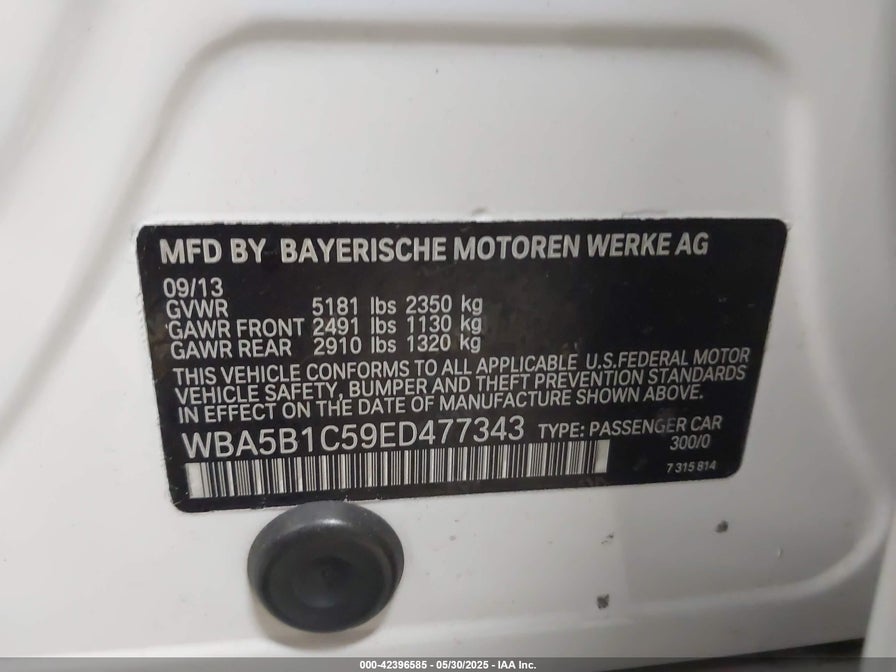 MFD BY BAYERISCHE MOTOREN WERKE AG
09/13
GVWR 5181 lbs 2350 kg
GAWR FRONT 2491 lbs 1130 kg
GAWR REAR 2910 lbs 1320 kg
THIS VEHICLE CONFORMS TO ALL APPLICABLE U.S.FEDERAL MOTOR
VEHICLE SAFETY, BUMPER AND THEFT PREVENTION STANDARDS
IN EFFECT ON THE DATE OF MANUFACTURE SHOWN ABOVE.
WBA5B1C59ED477343 TYPE: PASSENGER CAR
300/0
7 315 814
000-42396585 - 05/30/2025 - IAA Inc.